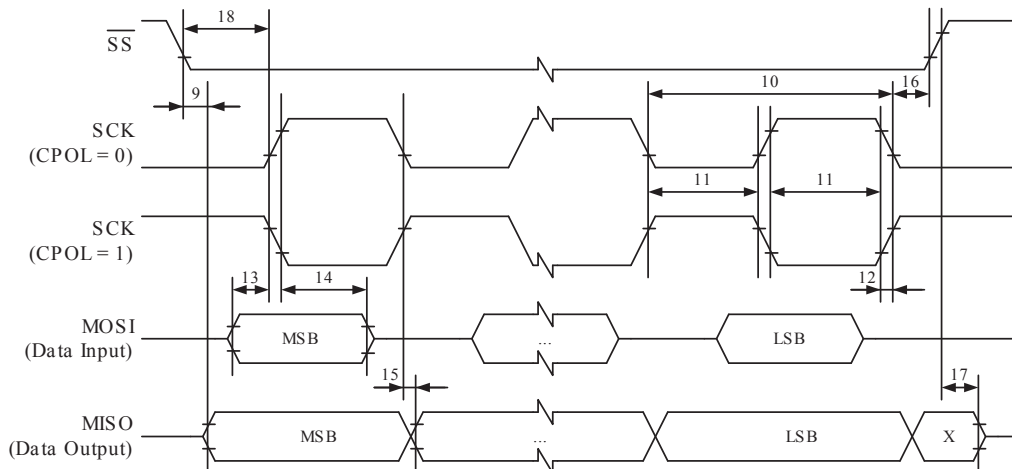 18
SS
10
9
16
SCK
(CPOL = 0)
11
11
SCK
(CPOL = 1)
13
14
12
MOSI
(Data Input)
MSB
...
LSB
15
17
MISO
(Data Output)
MSB
...
LSB
X